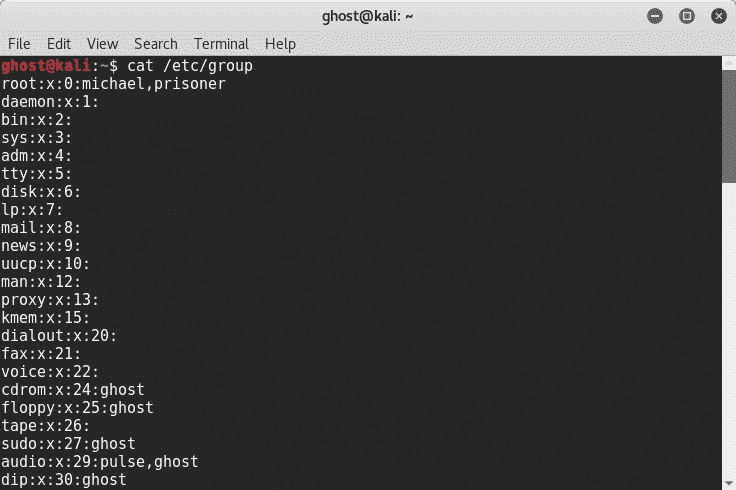 ghost@kali: ~
File Edit View Search Terminal Help
ghost@kali:~$ cat /etc/group
root:x:0:michael,prisoner
daemon:x:1:
bin:x:2:
sys:x:3:
adm:x:4:
tty:x:5:
disk:x:6:
lp:x:7:
mail:x:8:
news:x:9:
uucp:x:10:
man:x:12:
proxy:x:13:
kmem:x:15:
dialout:x:20:
fax:x:21:
voice:x:22:
cdrom:x:24:ghost
floppy:x:25:ghost
tape:x:26:
sudo:x:27:ghost
audio:x:29:pulse,ghost
dip:x:30:ghost